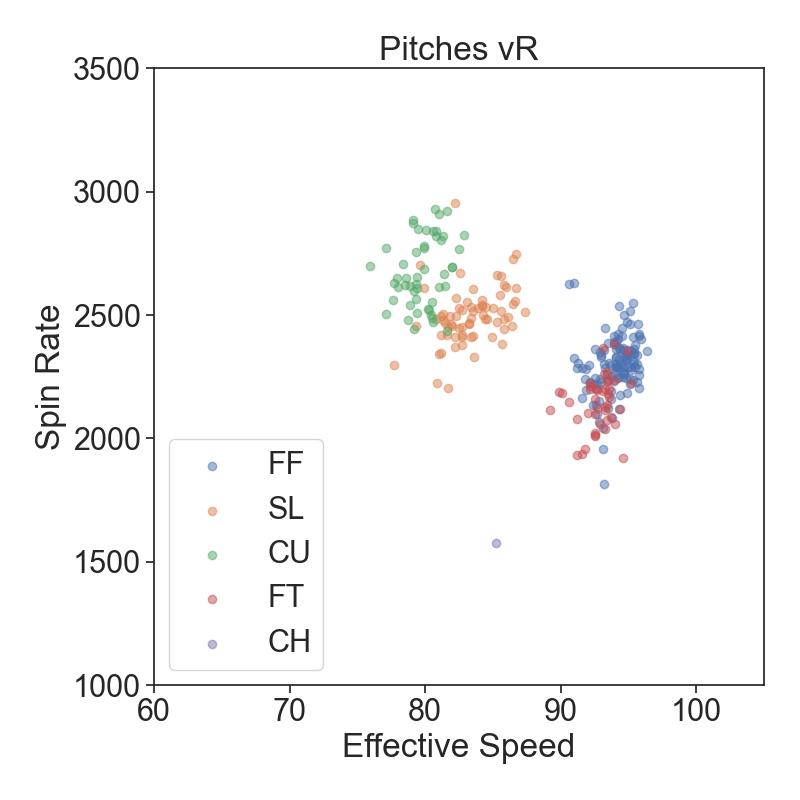 Pitches vR
3500
3000
2500
2000
1500
1000
Spin Rate
FF
SL
CU
FT
CH
60 70 80 90 100
Effective Speed